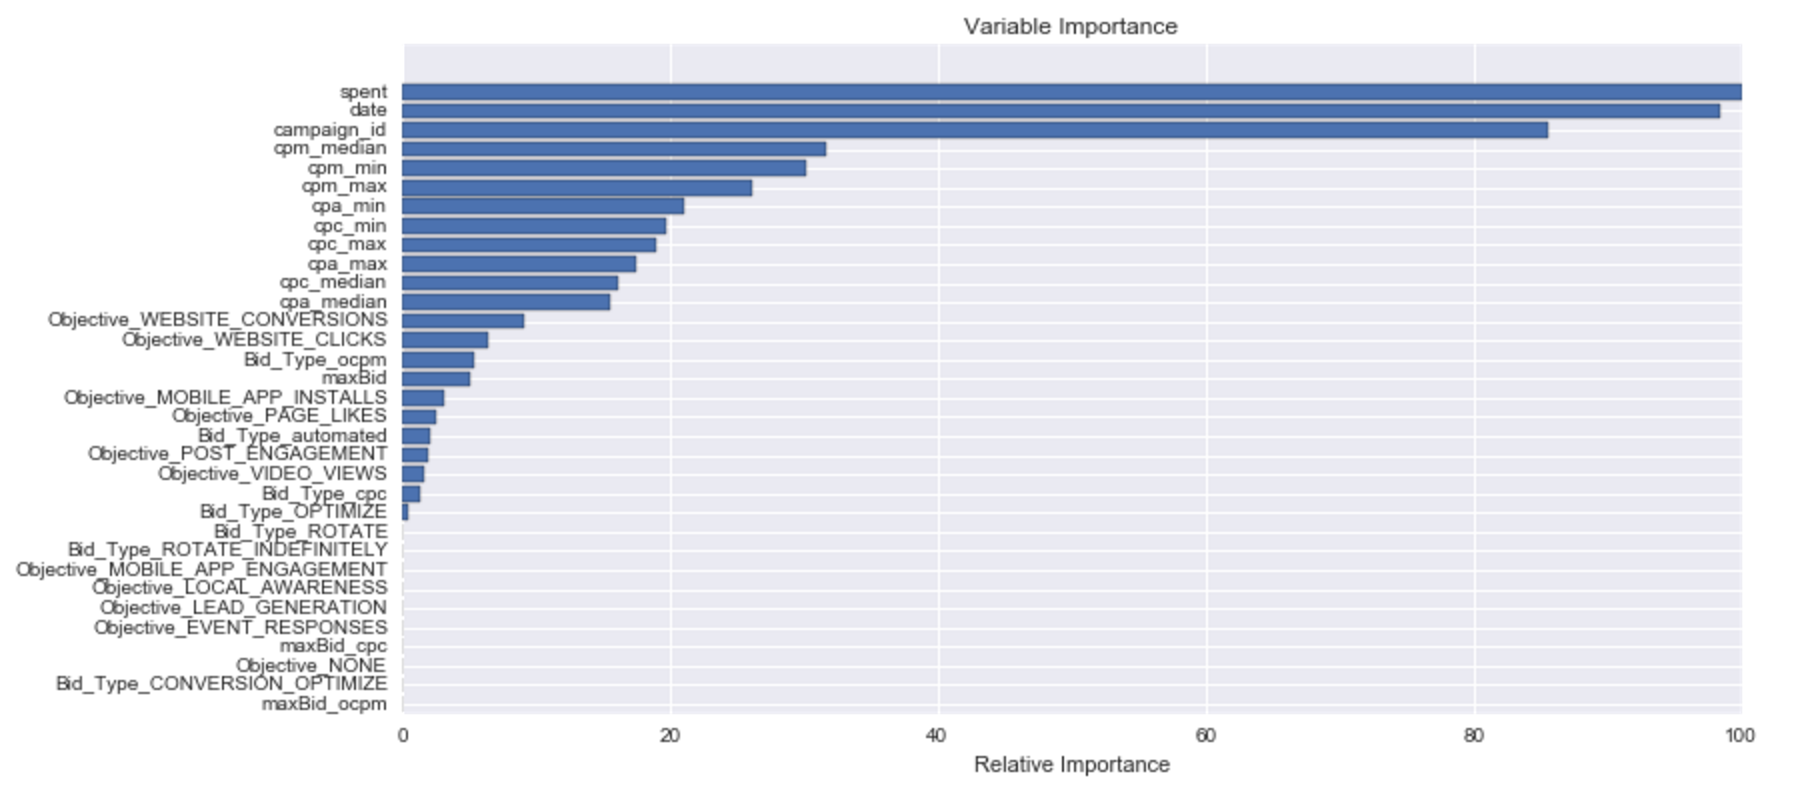 Variable Importance
spent
date
campaign_id
cpm_median
cpm_min
cpm_max
cpa_min
cpc_min
cpc_max
cpa_max
cpc_median
cpa_median
Objective_WEBSITE_CONVERSIONS
Objective_WEBSITE_CLICKS
Bid_Type_ocpm
maxBid
Objective_MOBILE_APP_INSTALLS
Objective_PAGE_LIKES
Bid_Type_automated
Objective_POST_ENGAGEMENT
Objective_VIDEO_VIEWS
Bid_Type_cpc
Bid_Type_OPTIMIZE
Bid_Type_ROTATE
Bid_Type_ROTATE_INDEFINITELY
Objective_MOBILE_APP_ENGAGEMENT
Objective_LOCAL_AWARENESS
Objective_LEAD_GENERATION
Objective_EVENT_RESPONSES
maxBid_cpc
Objective_NONE
Bid_Type_CONVERSION_OPTIMIZE
maxBid_ocpm
0 20 40 60 80 100
Relative Importance